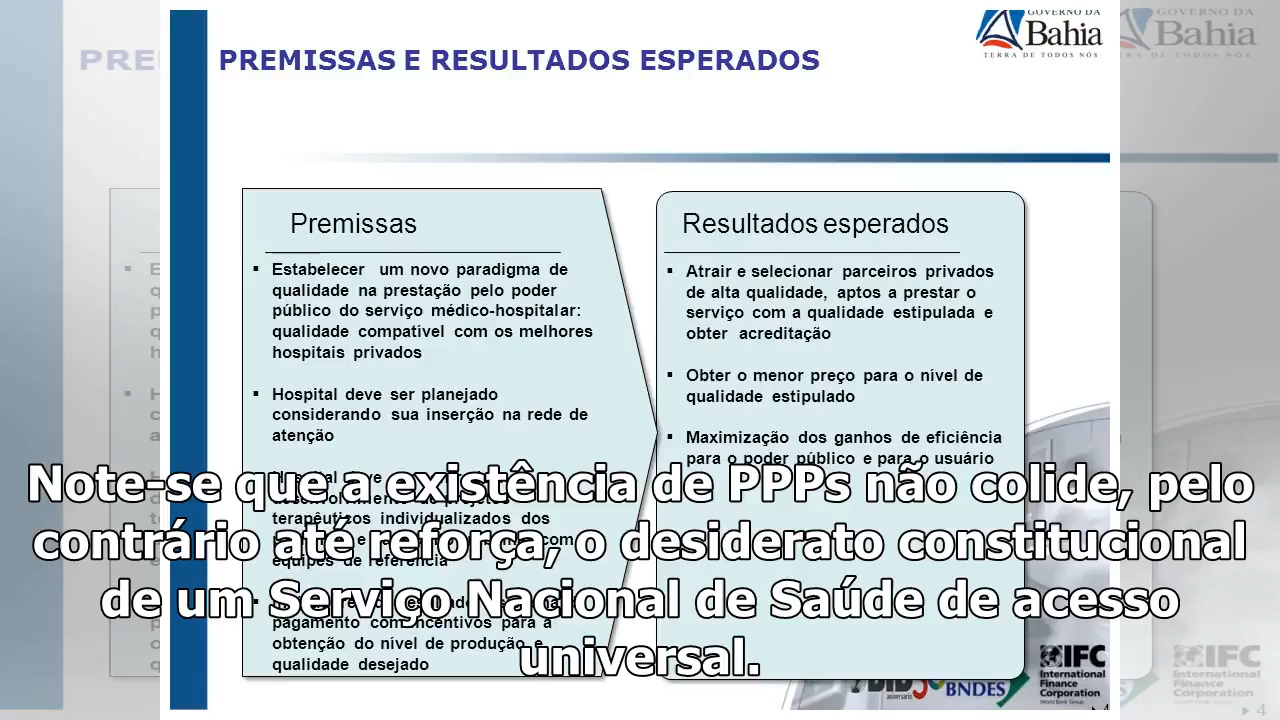 GOVERNO DA
Bahia
TERRA DE TODOS NÓS
PREMISSAS E RESULTADOS ESPERADOS
Premissas
Estabelecer um novo paradigma de
qualidade na prestação pelo poder
público do serviço médico-hospitalar:
qualidade compatível com os melhores
hospitais privados
Hospital deve ser planejado
considerando sua inserção na rede de
atenção
terapêuticos individualizados dos
equipes de referência
pagamento com incentivos para a
obtenção do nível de produção e
qualidade desejado
Resultados esperados
Atrair e selecionar parceiros privados
de alta qualidade, aptos a prestar o
serviço com a qualidade estipulada e
obter acreditação
Obter o menor preço para o nível de
qualidade estipulado
Maximização dos ganhos de eficiência
para o poder público e para o usuário
Note-se que a existência de PPPs não colide, pelo
contrário até reforça, o desiderato constitucional
de um Serviço Nacional de Saúde de acesso
universal.
BNDES
IFC
International
Finance
Corporation
World Bank Group
4